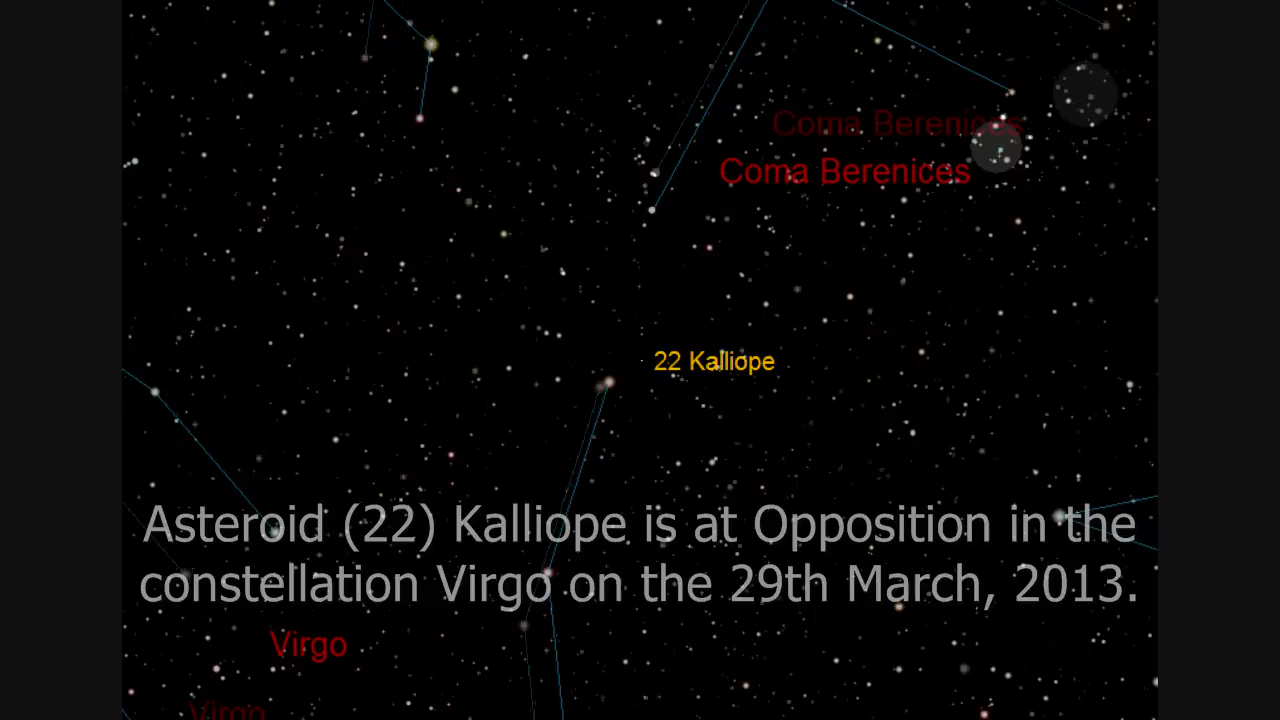 Coma Berenices
Coma Berenices
22 Kalliope
Asteroid (22) Kalliope is at Opposition in the
constellation Virgo on the 29th March, 2013.
Virgo
Virgo